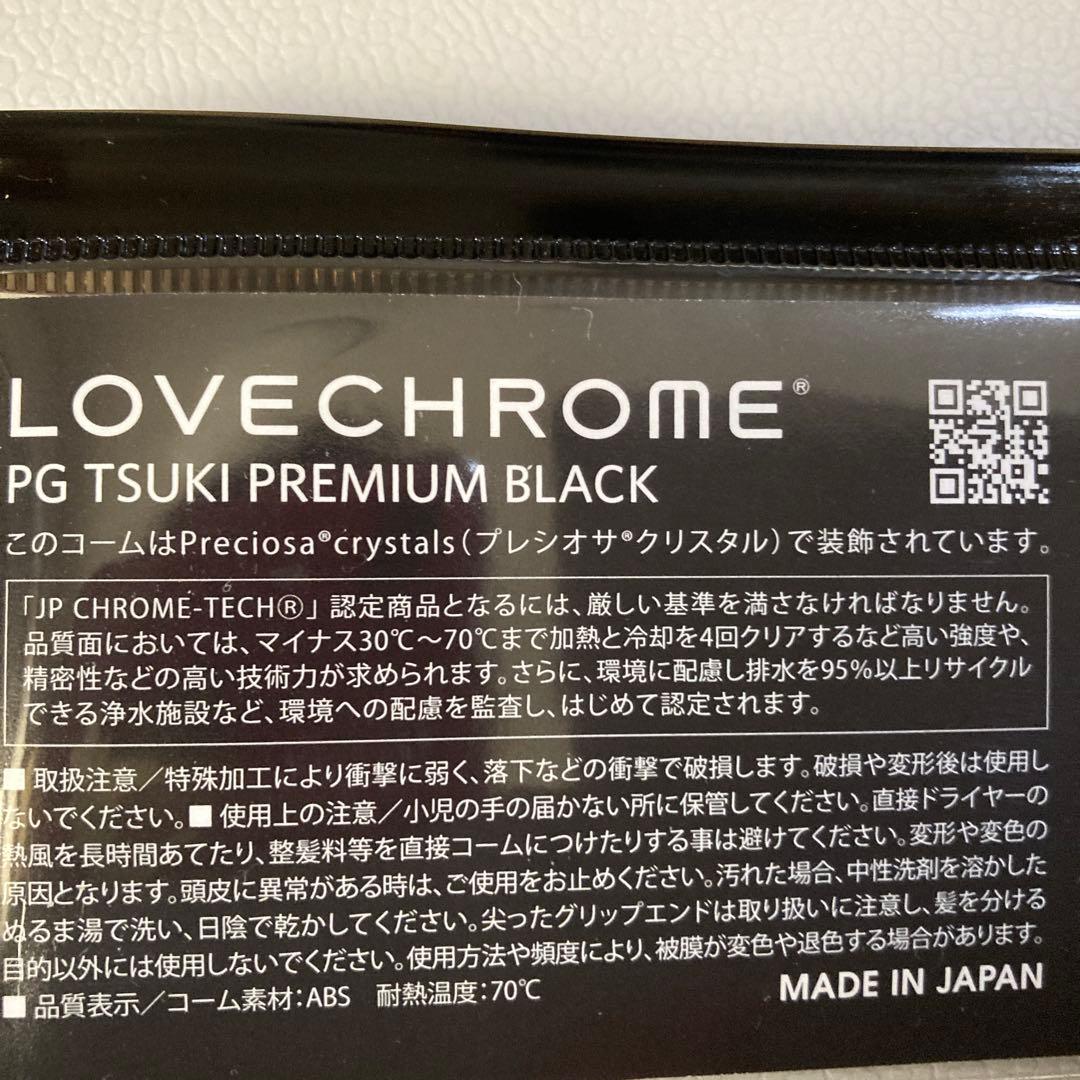 LOVECHROME®
PG TSUKI PREMIUM BLACK
このコームはPreciosa®crystals(プレシオサ®クリスタル)で装飾されています。
「JP CHROME-TECH®」認定商品となるには、厳しい基準を満さなければなりません。
品質面においては、マイナス30℃～70℃まで加熱と冷却を4回クリアするなど高い強度や、
精密性などの高い技術力が求められます。さらに、環境に配慮し排水を95%以上リサイクル
できる浄水施設など、環境への配慮を監査し、はじめて認定されます。
■ 取扱注意／特殊加工により衝撃に弱く、落下などの衝撃で破損します。破損や変形後は使用し
ないでください。■ 使用上の注意／小児の手の届かない所に保管してください。直接ドライヤーの
熱風を長時間あてたり、整髪料等を直接コームにつけたりする事は避けてください。変形や変色の
原因となります。頭皮に異常がある時は、ご使用をお止めください。汚れた場合、中性洗剤を溶かした
ぬるま湯で洗い、日陰で乾かしてください。尖ったグリップエンドは取り扱いに注意し、髪を分ける
目的以外には使用しないでください。使用方法や頻度により、被膜が変色や退色する場合があります。
■ 品質表示／コーム素材：ABS 耐熱温度：70℃
MADE IN JAPAN